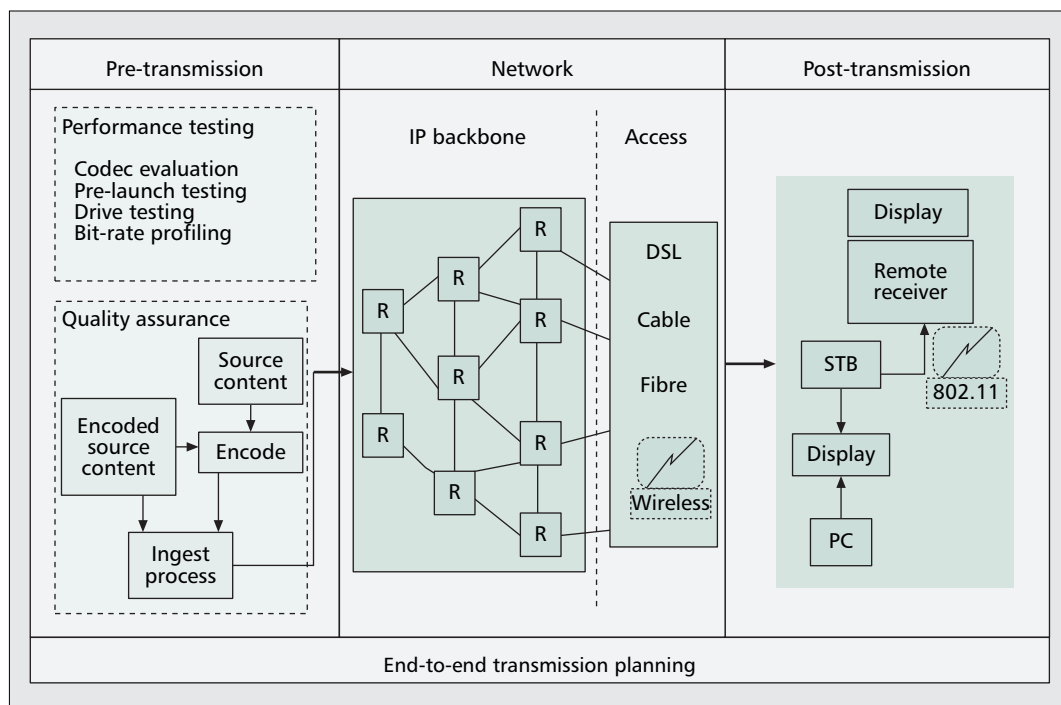 Pre-transmission
Network
Post-transmission
Performance testing
Codec evaluation
Pre-launch testing
Drive testing
Bit-rate profiling
Quality assurance
Source
content
Encoded
source
content
Encode
Ingest
process
IP backbone
Access
R
R
R
R
R
R
R
R
R
DSL
Cable
Fibre
Wireless
Display
Remote
receiver
STB
802.11
Display
PC
End-to-end transmission planning